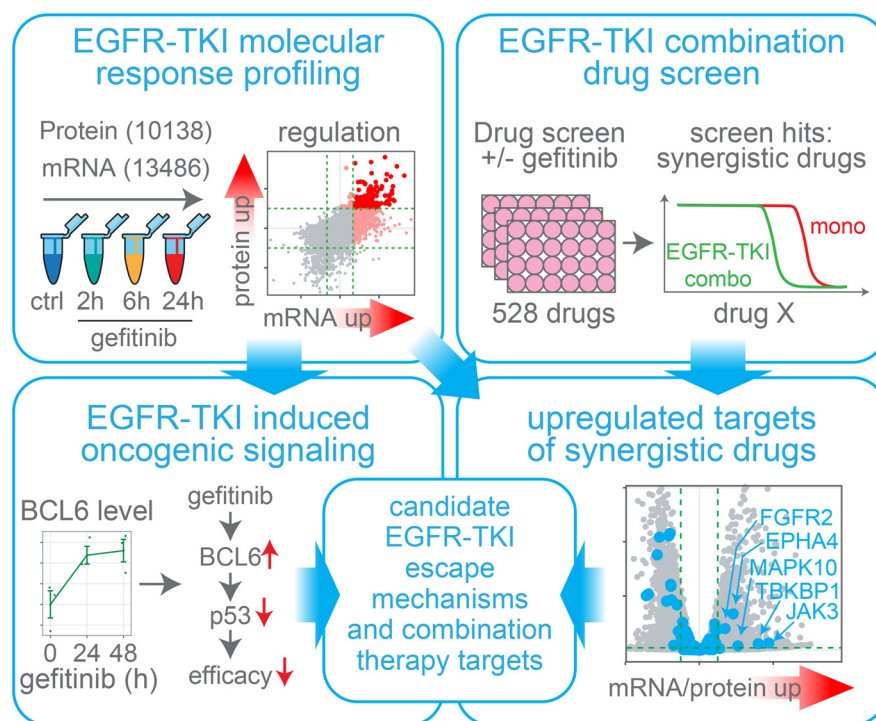 EGFR-TKI molecular
response profiling
Protein (10138)
mRNA (13486)
ctrl 2h 6h 24h
gefitinib
regulation
protein up
mRNA up
EGFR-TKI combination
drug screen
Drug screen
+/- gefitinib
528 drugs
screen hits:
synergistic drugs
mono
EGFR-TKI
combo
drug X
EGFR-TKI induced
oncogenic signaling
BCL6 level
0 24 48
gefitinib (h)
gefitinib
BCL6
p53
efficacy
candidate
EGFR-TKI
escape
mechanisms
and combination
therapy targets
upregulated targets
of synergistic drugs
FGFR2
EPHA4
MAPK10
TBKBP1
JAK3
mRNA/protein up